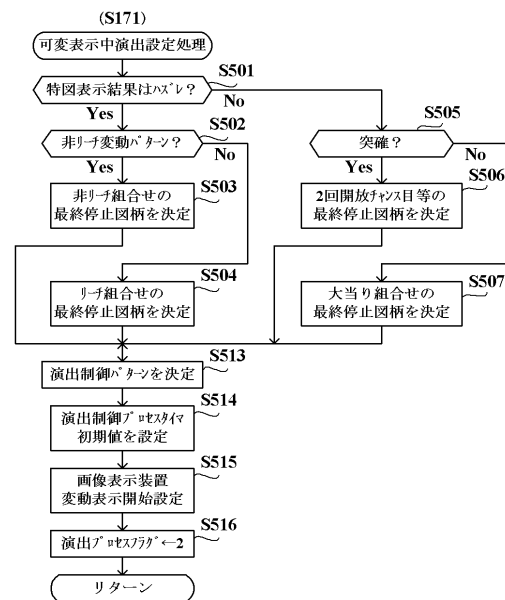 (S171)
可変表示中演出設定処理
S501
特図表示結果はﾊｽﾞﾚ?
Yes
No
S502
非ﾘｰﾁ変動ﾊﾟﾀｰﾝ?
Yes
No
S503
非ﾘｰﾁ組合せの
最終停止図柄を決定
S504
ﾘｰﾁ組合せの
最終停止図柄を決定
S505
突確?
Yes
No
S506
2回開放ﾁｬﾝｽ目等の
最終停止図柄を決定
S507
大当り組合せの
最終停止図柄を決定
S513
演出制御ﾊﾟﾀｰﾝを決定
S514
演出制御ﾌﾟﾛｾｽﾀｲﾏ
初期値を設定
S515
画像表示装置
変動表示開始設定
S516
演出ﾌﾟﾛｾｽﾌﾗｸﾞ←2
リターン